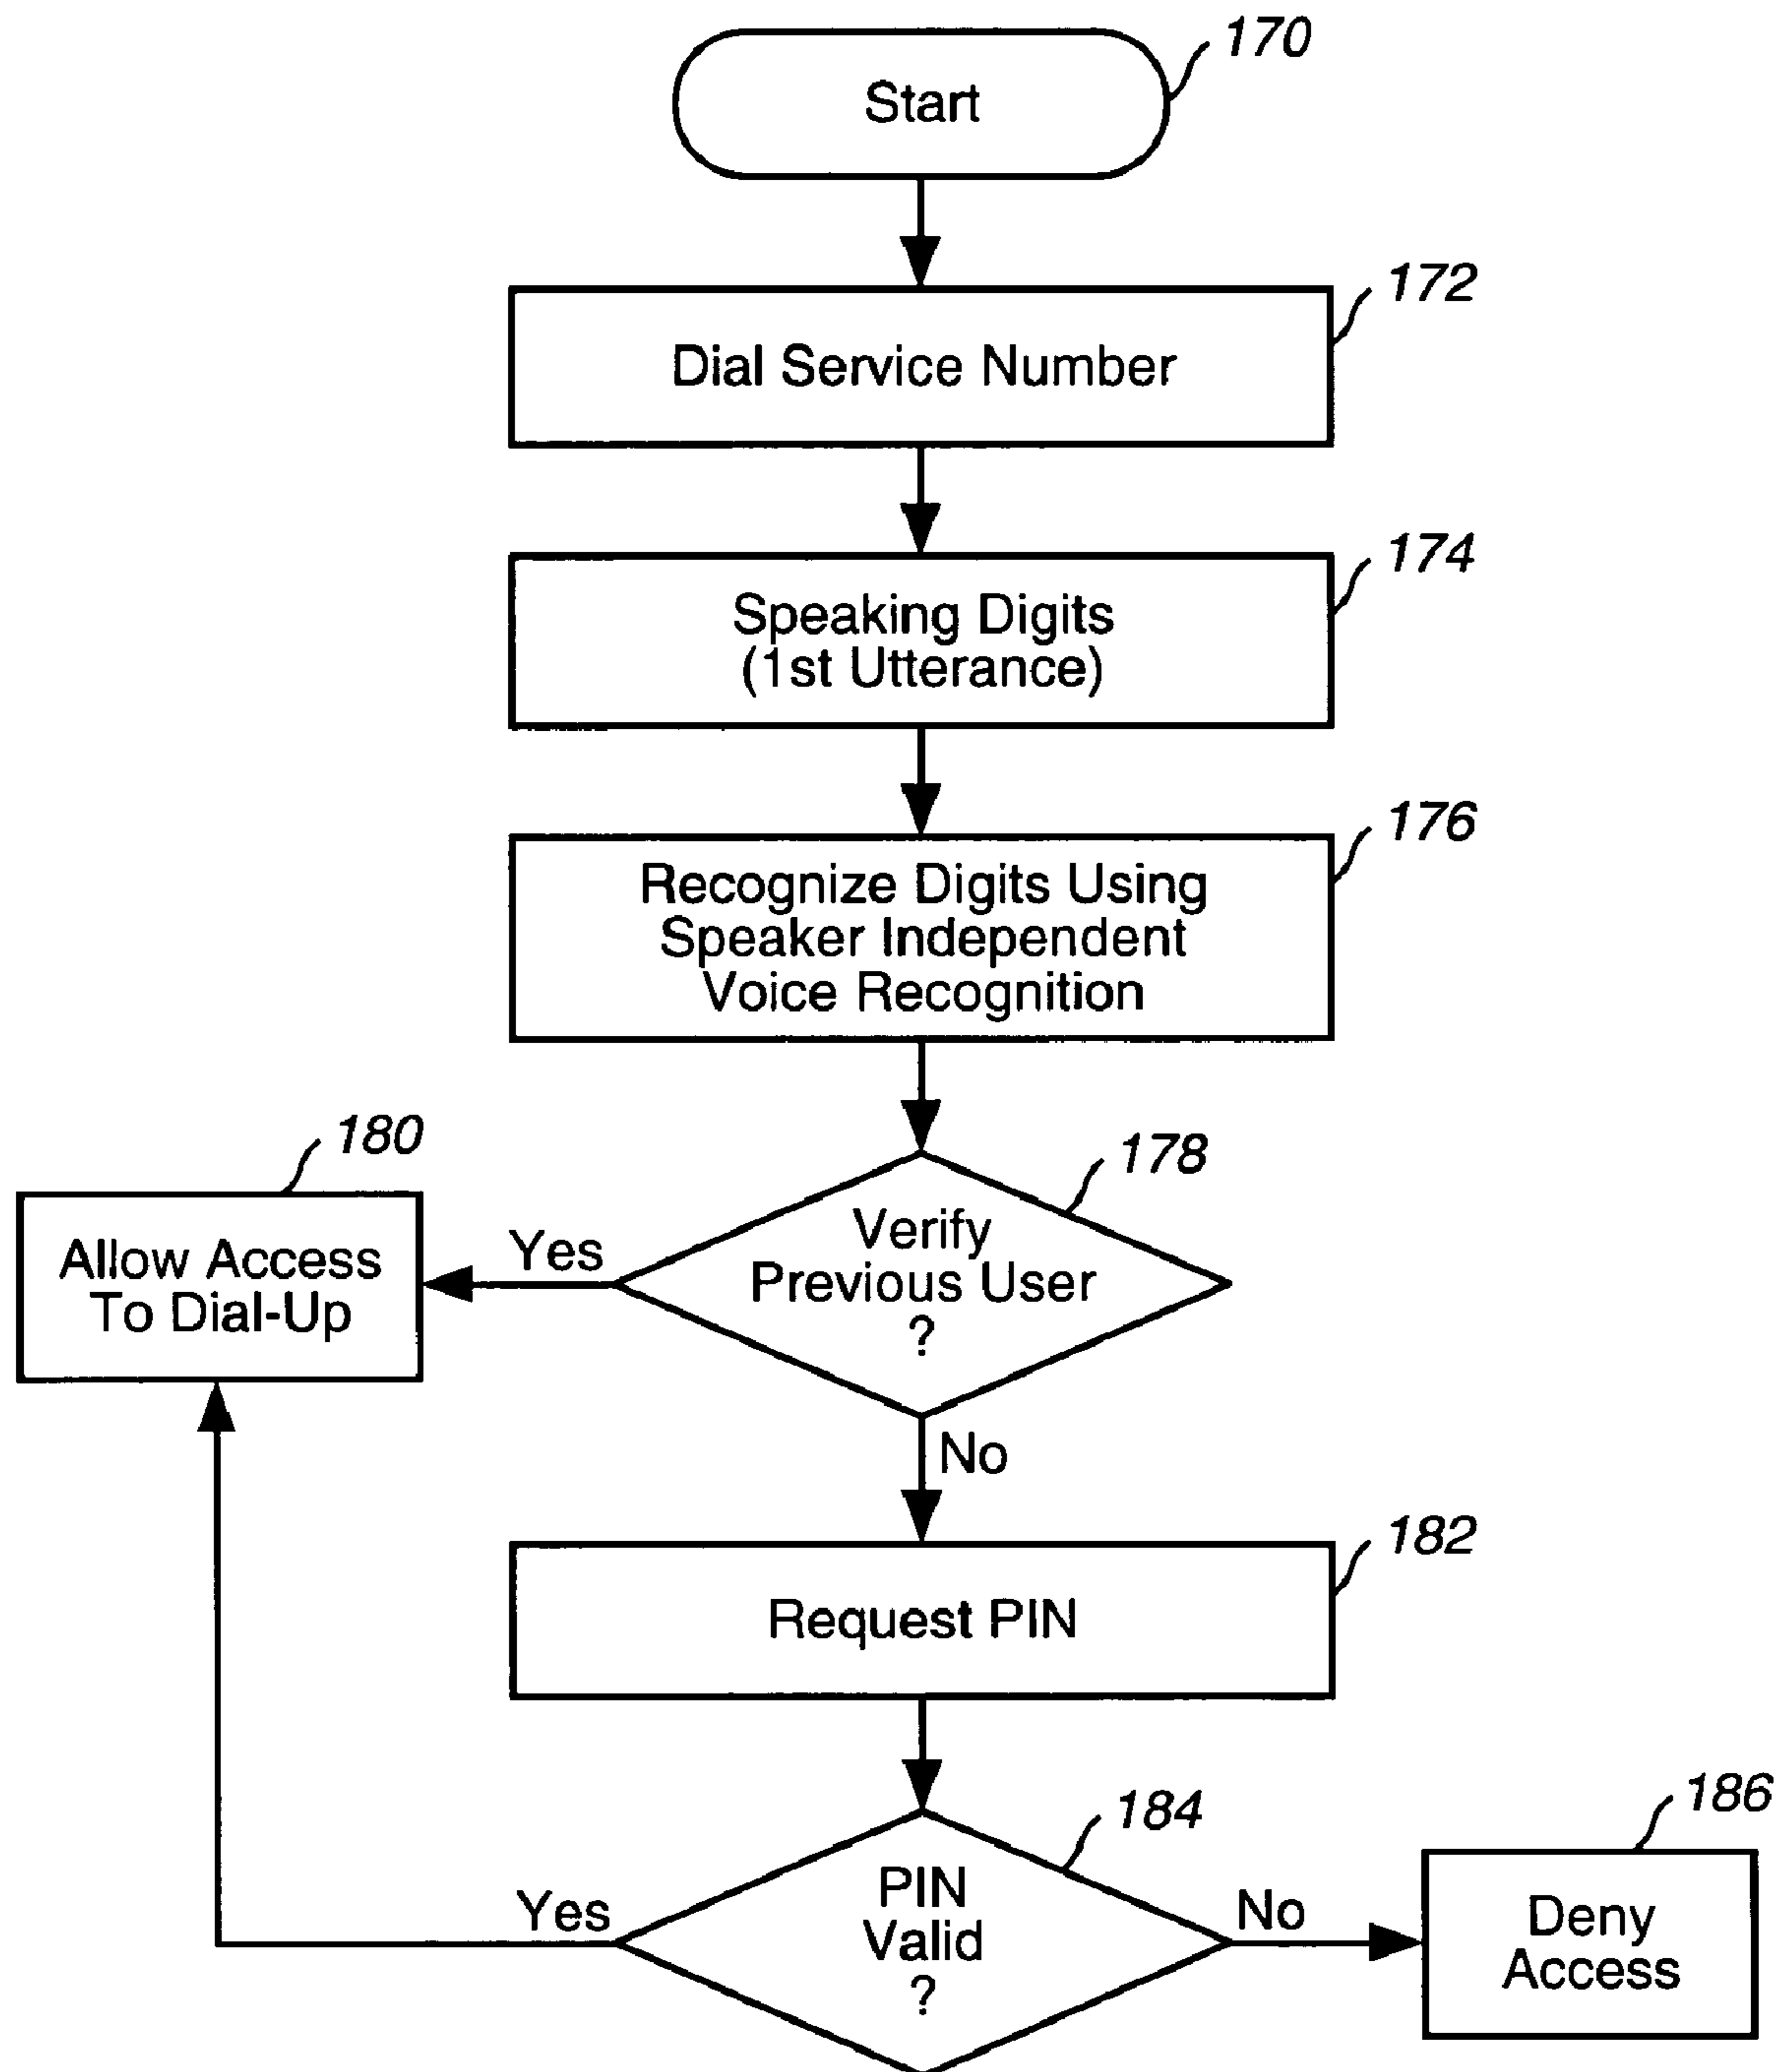 170
Start
172
Dial Service Number
174
Speaking Digits
(1st Utterance)
176
Recognize Digits Using
Speaker Independent
Voice Recognition
180
178
Allow Access
To Dial-Up
Yes
Verify
Previous User
?
No
182
Request PIN
184
186
Yes
PIN
Valid
?
No
Deny
Access